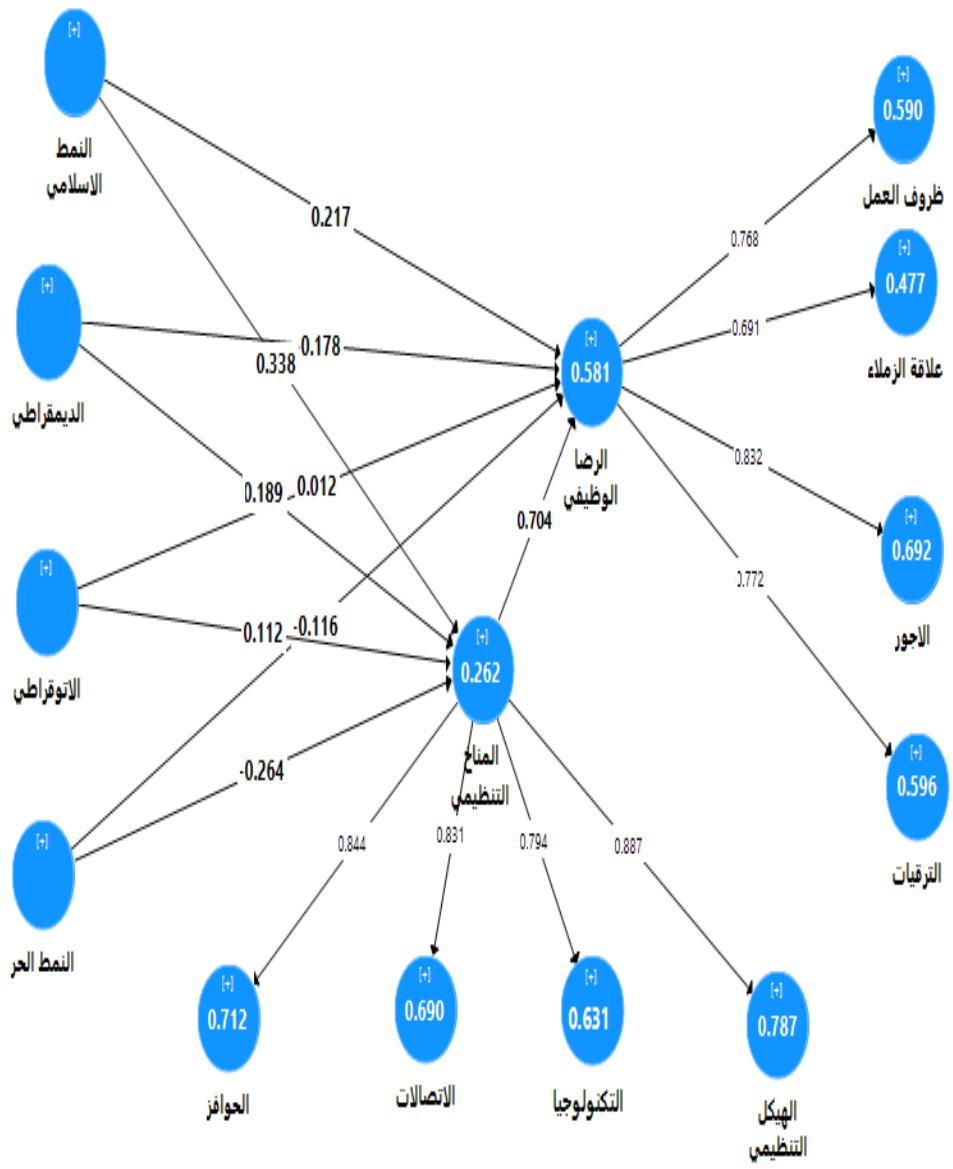 [+]
النمط
الاسلامي
[+]
0.590
ظروف العمل
0.217
0.768
[+]
0.477
علاقة الزملاء
[+]
الديمقراطي
0.178
0.338
0.691
[+]
0.581
الرضا
الوظيفي
0.832
0.189
0.012
0.704
[+]
0.692
الاجور
[+]
الاتوقراطي
0.772
0.112
-0.116
[+]
0.262
المناخ
التنظيمي
-0.264
[+]
0.596
الترقيات
[+]
النمط الحر
0.844
0.831
0.794
0.887
[+]
0.712
الحوافز
[+]
0.690
الاتصالات
[+]
0.631
التكنولوجيا
[+]
0.787
الهيكل
التنظيمي